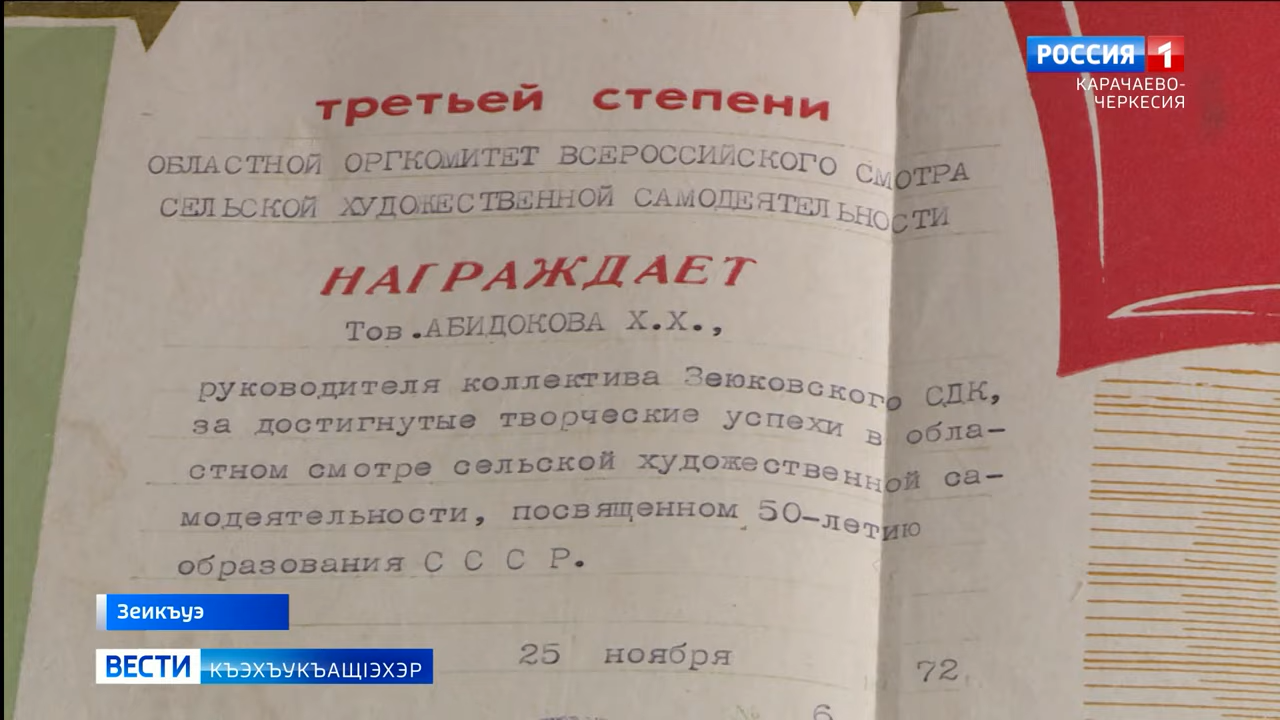 РОССИЯ 1
КАРАЧАЕВО-
ЧЕРКЕСИЯ
третьей степени
ОБЛАСТНОЙ ОРГКОМИТЕТ ВСЕРОССИЙСКОГО СМОТРА
СЕЛЬСКОЙ ХУДОЖЕСТВЕННОЙ САМОДЕЯТЕЛЬНОСТИ
НАГРАЖДАЕТ
Тов.АБИДОКОВА Х.Х.,
руководителя коллектива Зеюковского СДК,
за достигнутые творческие успехи в обла-
стном смотре сельской художественной са-
модеятельности, посвященном 50-летию
образования С С С Р.
Зеикъуэ
25 ноября 72
ВЕСТИ КЪЭХЪУКЪАЩIЭХЭР
6